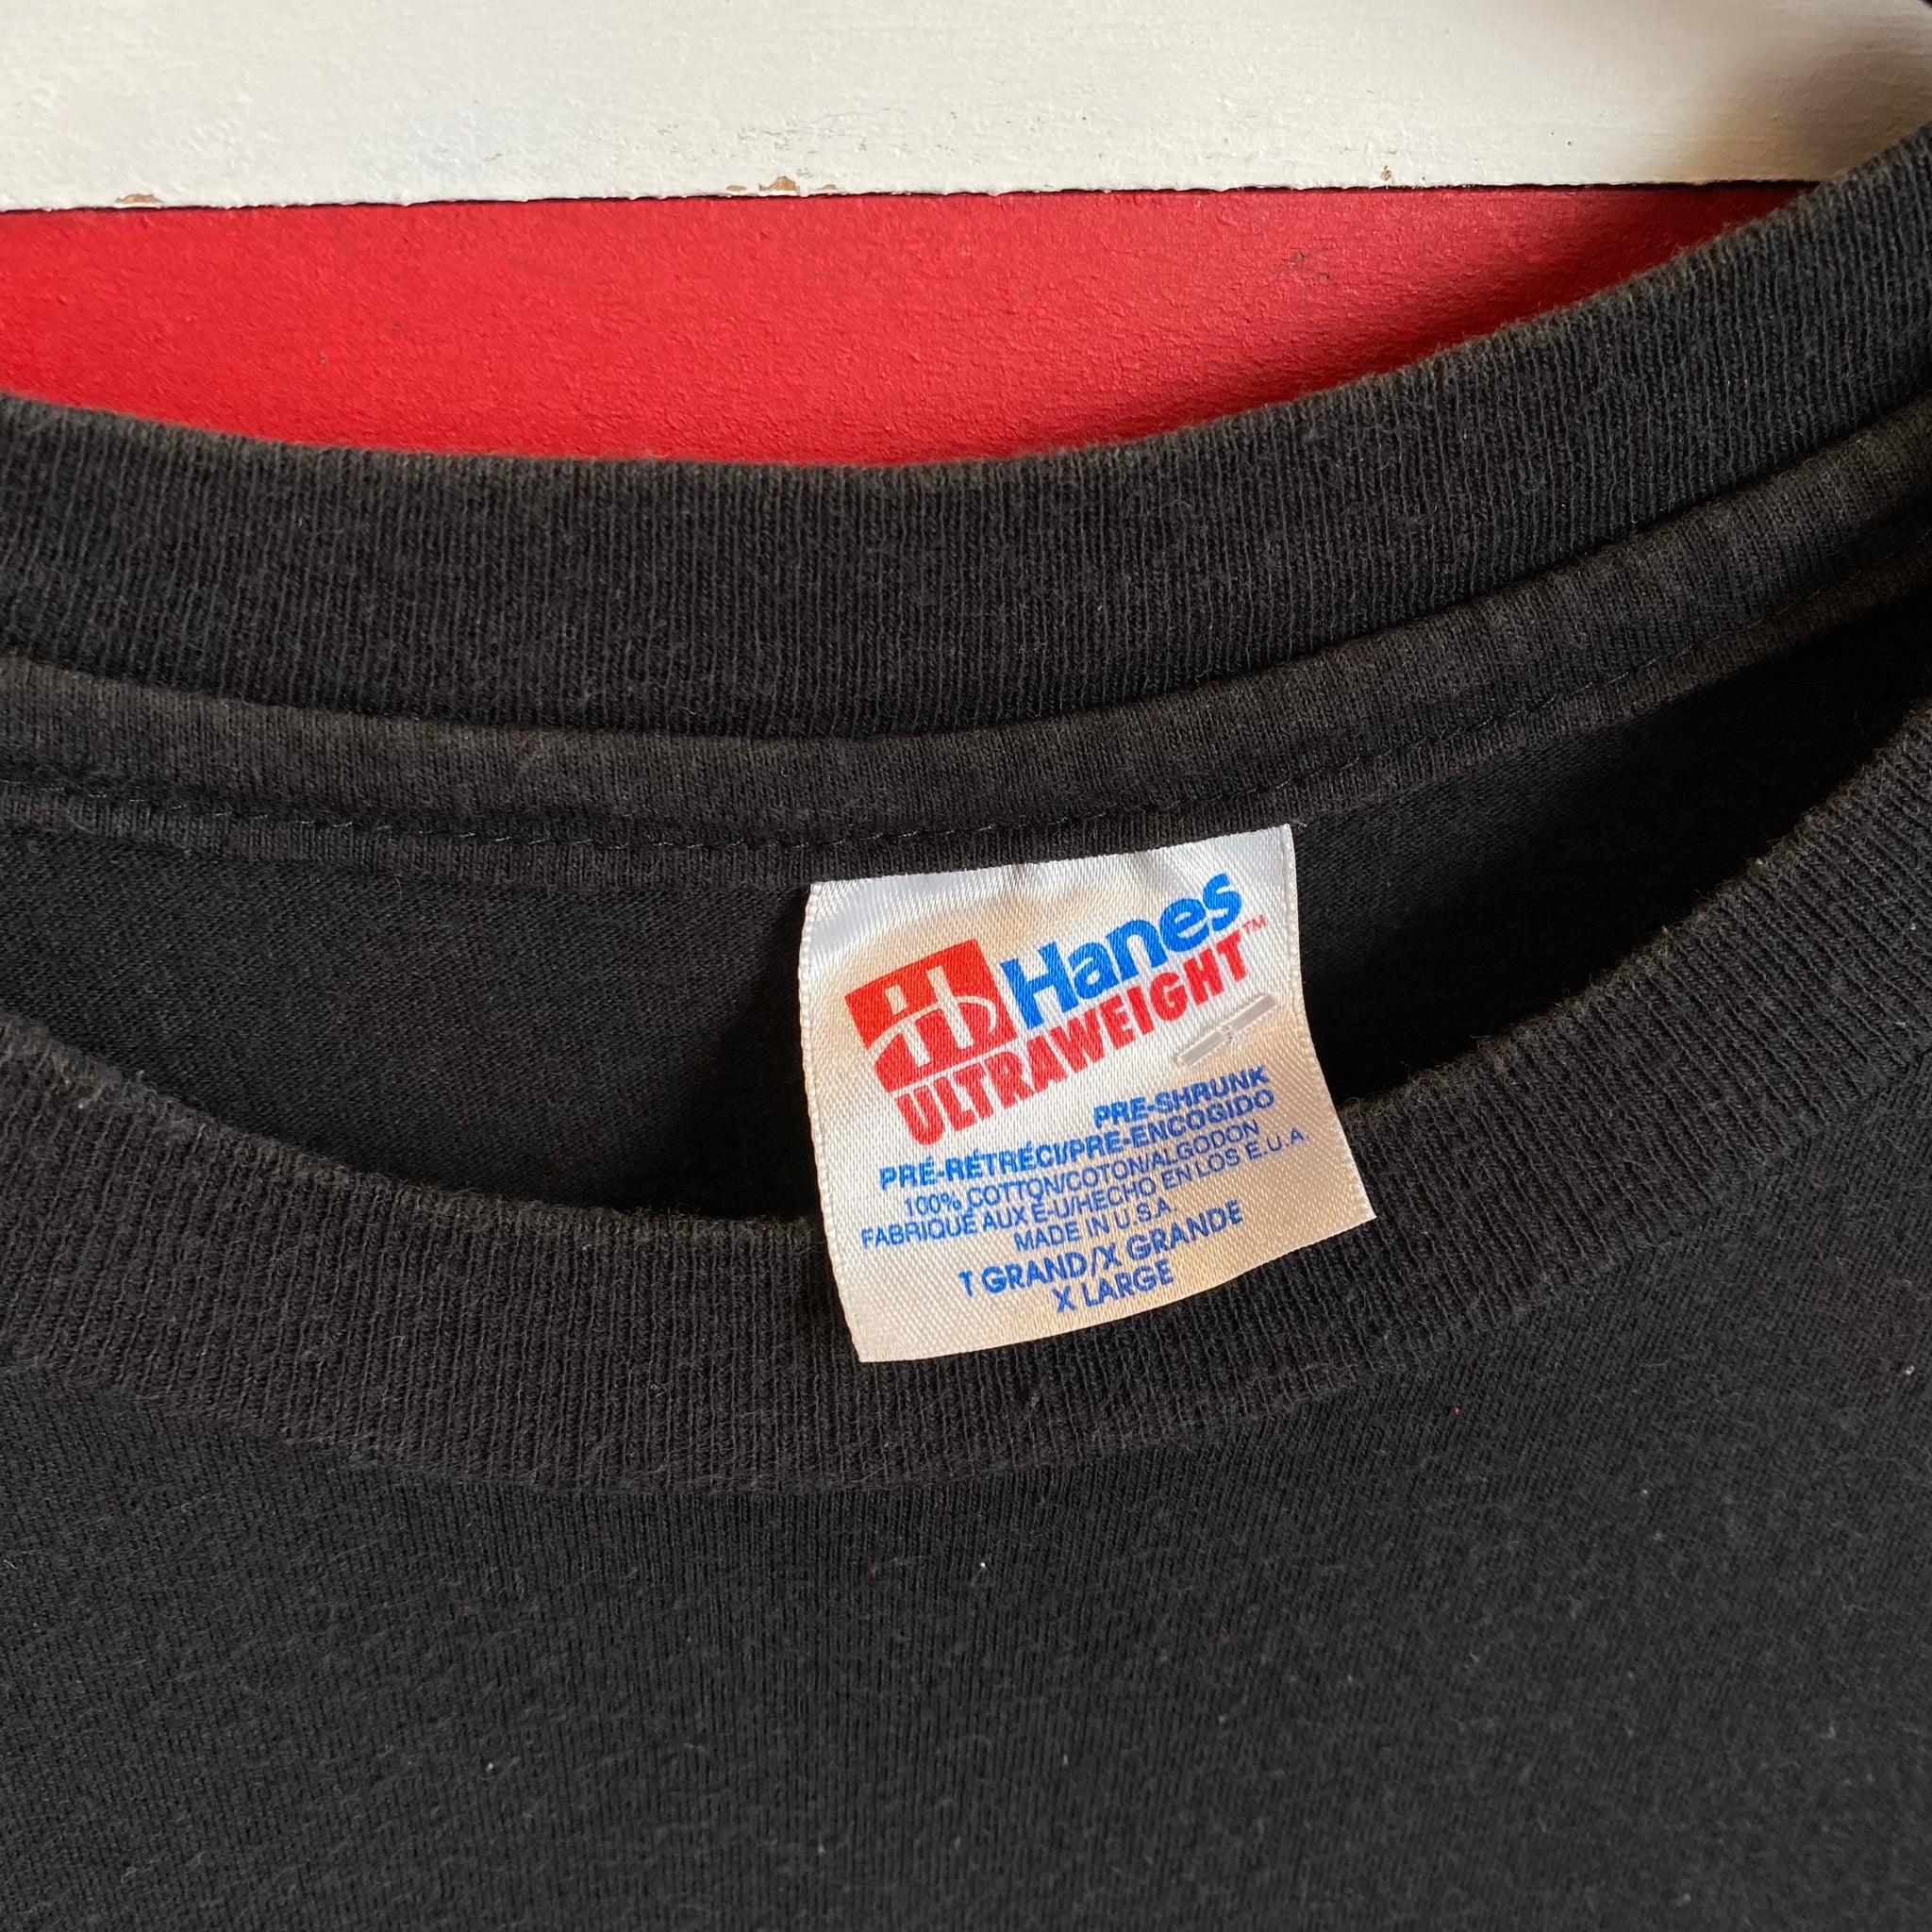 Hanes
ULTRAWEIGHT™
PRE-SHRUNK
PRÉ-RÉTRÉCI/PRE-ENCOGIDO
100% COTTON/COTON/ALGODON
FABRIQUÉ AUX É-U/HECHO EN LOS E.U.A.
MADE IN U.S.A.
T GRAND/X GRANDE
X LARGE